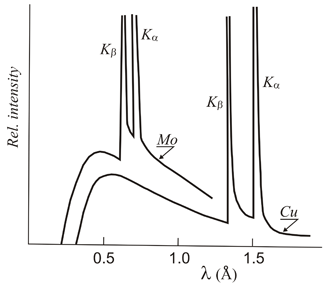 Rel. intensity
Kβ
Kα
Mo
Kβ
Kα
Cu
0.5
1.0
1.5
λ (Å)